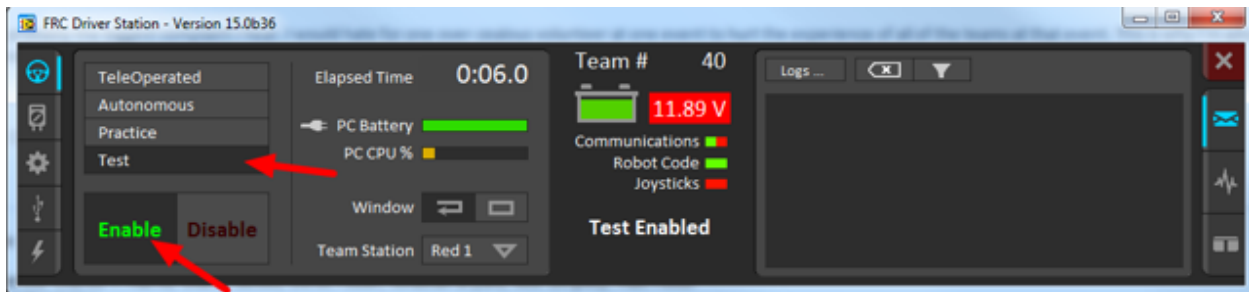 FRC Driver Station - Version 15.0b36
TeleOperated
Autonomous
Practice
Test
Enable Disable
Elapsed Time 0:06.0
PC Battery
PC CPU %
Window
Team Station Red 1
Team # 40
11.89 V
Communications
Robot Code
Joysticks
Test Enabled
Logs ...